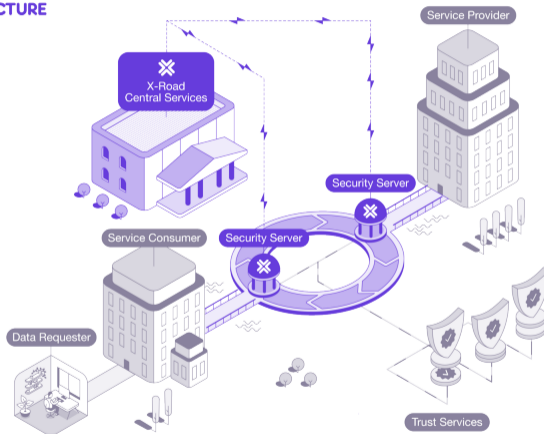 CTURE
Service Provider
X-Road
Central Services
Security Server
Service Consumer
Security Server
Data Requester
Trust Services